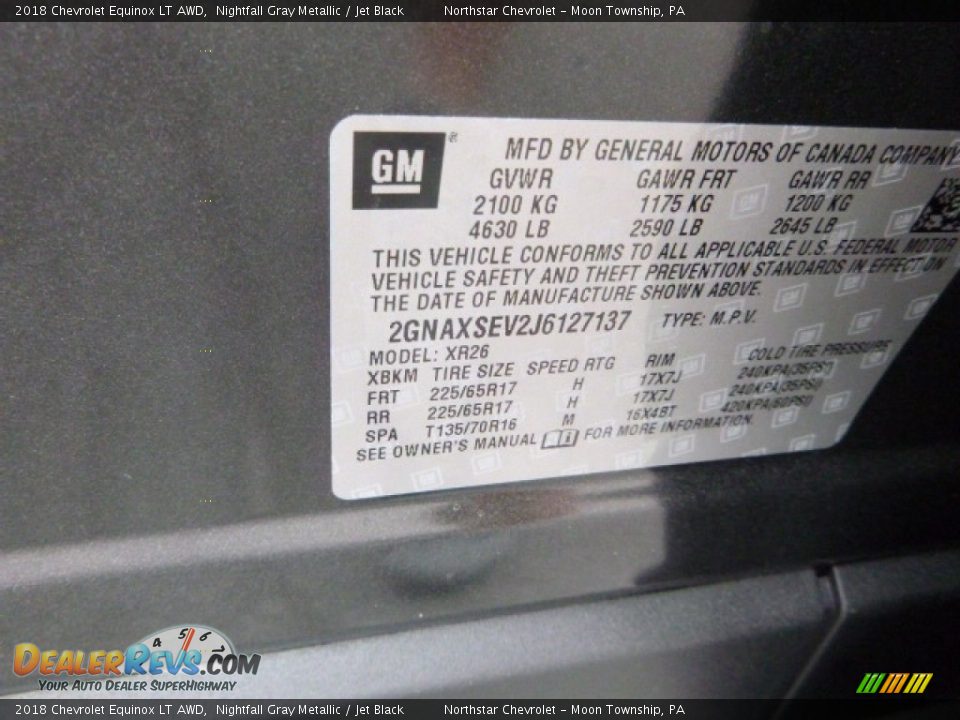 2018 Chevrolet Equinox LT AWD, Nightfall Gray Metallic / Jet Black Northstar Chevrolet - Moon Township, PA
GM®
MFD BY GENERAL MOTORS OF CANADA COMPANY
GVWR GAWR FRT GAWR RR
2100 KG 1175 KG 1200 KG
4630 LB 2590 LB 2645 LB
THIS VEHICLE CONFORMS TO ALL APPLICABLE U.S. FEDERAL MOTOR
VEHICLE SAFETY AND THEFT PREVENTION STANDARDS IN EFFECT ON
THE DATE OF MANUFACTURE SHOWN ABOVE.
2GNAXSEV2J6127137 TYPE: M.P.V.
MODEL: XR26
XBKM TIRE SIZE SPEED RTG RIM COLD TIRE PRESSURE
FRT 225/65R17 H 17X7J 240KPA(35PSI)
RR 225/65R17 H 17X7J 240KPA(35PSI)
SPA T135/70R16 M 16X4BT 420KPA(60PSI)
SEE OWNER'S MANUAL FOR MORE INFORMATION.
4 5 6 7
DealerRevs.com
Your Auto Dealer SuperHighway
2018 Chevrolet Equinox LT AWD, Nightfall Gray Metallic / Jet Black Northstar Chevrolet - Moon Township, PA